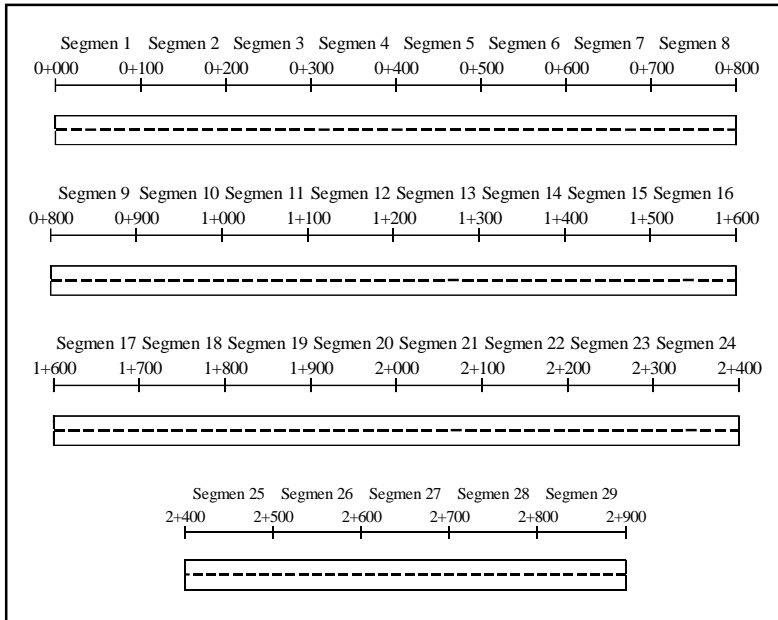 Segmen 1 Segmen 2 Segmen 3 Segmen 4 Segmen 5 Segmen 6 Segmen 7 Segmen 8
0+000 0+100 0+200 0+300 0+400 0+500 0+600 0+700 0+800
Segmen 9 Segmen 10 Segmen 11 Segmen 12 Segmen 13 Segmen 14 Segmen 15 Segmen 16
0+800 0+900 1+000 1+100 1+200 1+300 1+400 1+500 1+600
Segmen 17 Segmen 18 Segmen 19 Segmen 20 Segmen 21 Segmen 22 Segmen 23 Segmen 24
1+600 1+700 1+800 1+900 2+000 2+100 2+200 2+300 2+400
Segmen 25 Segmen 26 Segmen 27 Segmen 28 Segmen 29
2+400 2+500 2+600 2+700 2+800 2+900